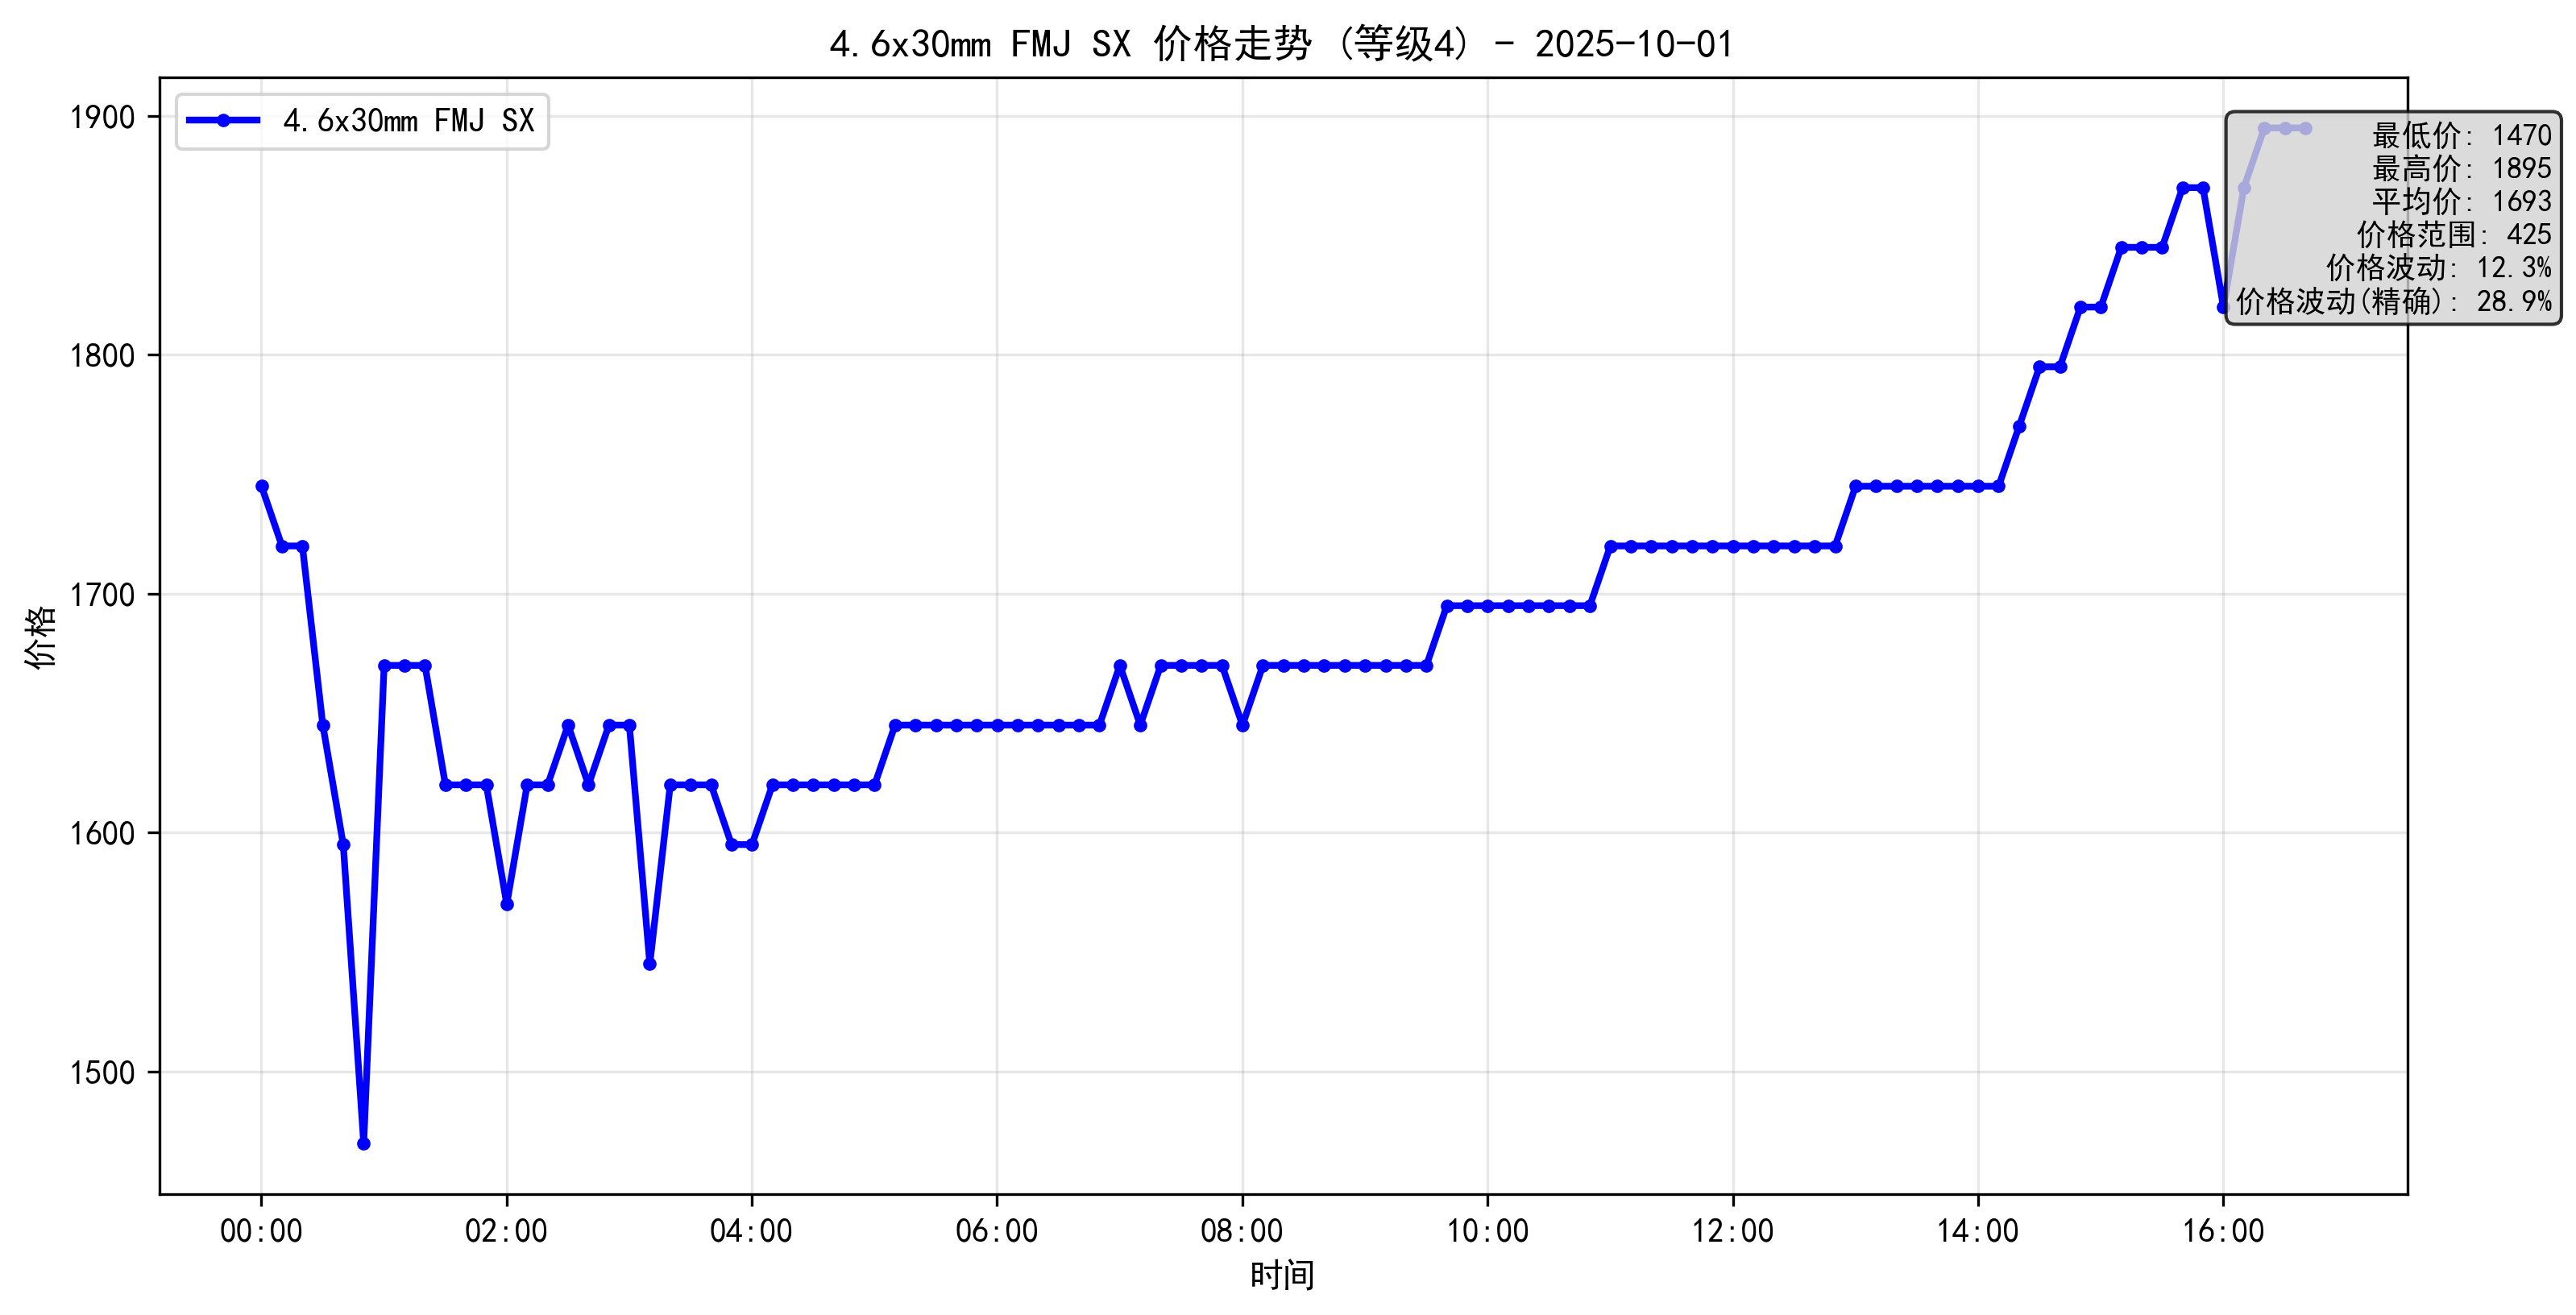 4.6x30mm FMJ SX 价格走势 (等级4) - 2025-10-01
4.6x30mm FMJ SX
最低价: 1470
最高价: 1895
平均价: 1693
价格范围: 425
价格波动: 12.3%
价格波动(精确): 28.9%
价格
1900
1800
1700
1600
1500
00:00 02:00 04:00 06:00 08:00 10:00 12:00 14:00 16:00
时间